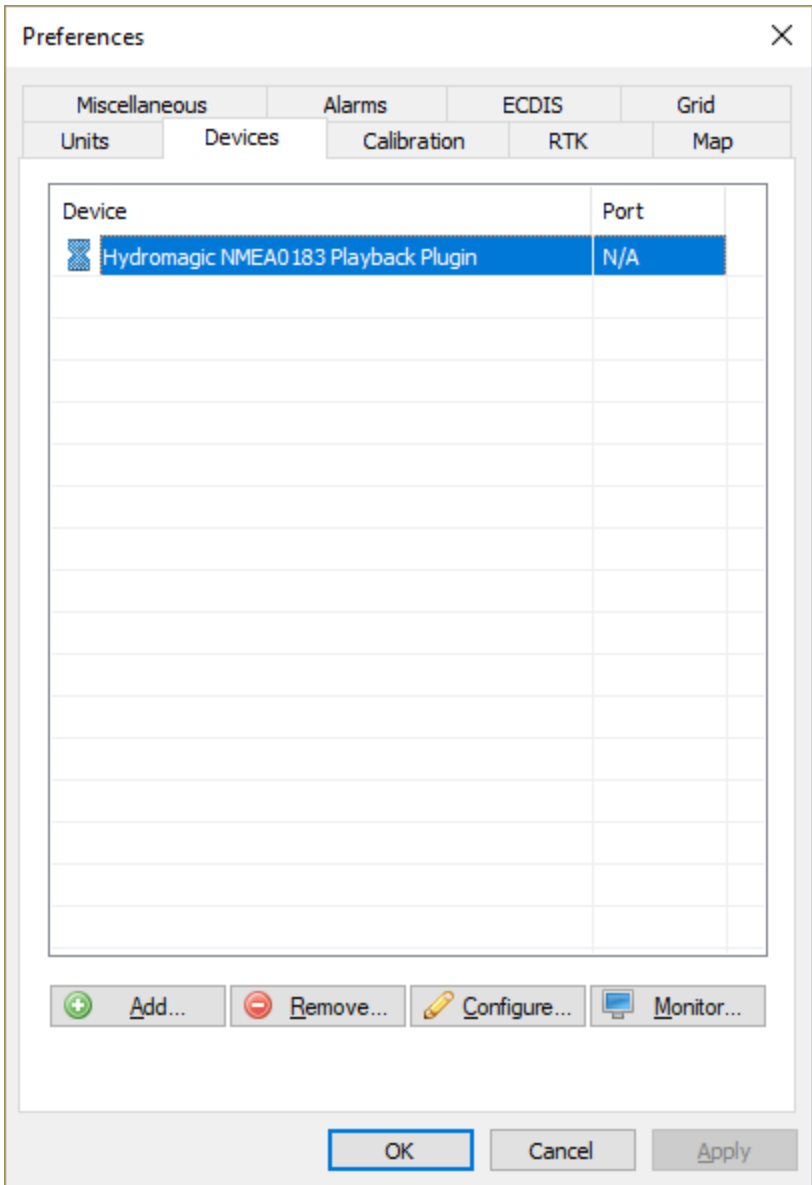 Preferences
Miscellaneous Alarms ECDIS Grid
Units Devices Calibration RTK Map
Device Port
Hydromagic NMEA0183 Playback Plugin N/A
Add... Remove... Configure... Monitor...
OK Cancel Apply